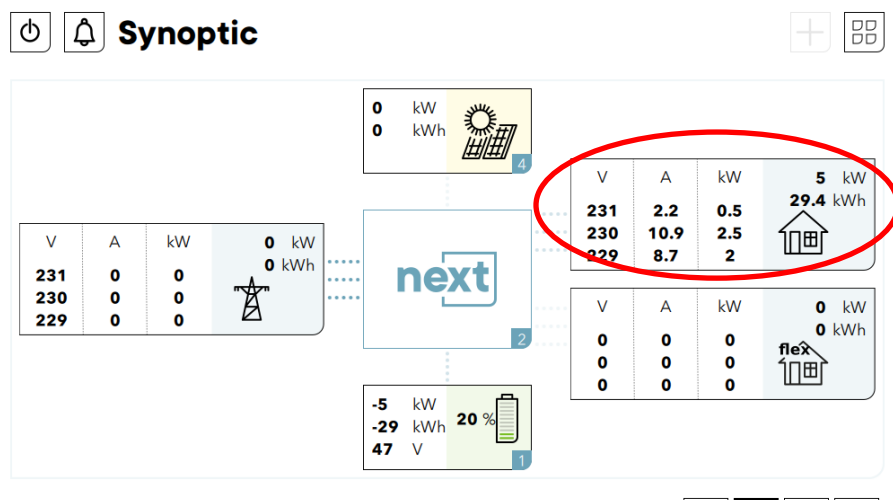 Synoptic
0 kW
0 kWh
4
V A kW 5 kW
29.4 kWh
231 2.2 0.5
230 10.9 2.5
229 8.7 2
V A kW 0 kW
0 kWh
231 0 0
230 0 0
229 0 0
next
2
V A kW 0 kW
0 kWh
flex
0 0 0
0 0 0
0 0 0
-5 kW
-29 kWh
47 V
20 %
1